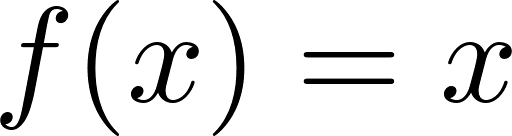 f(x) = x